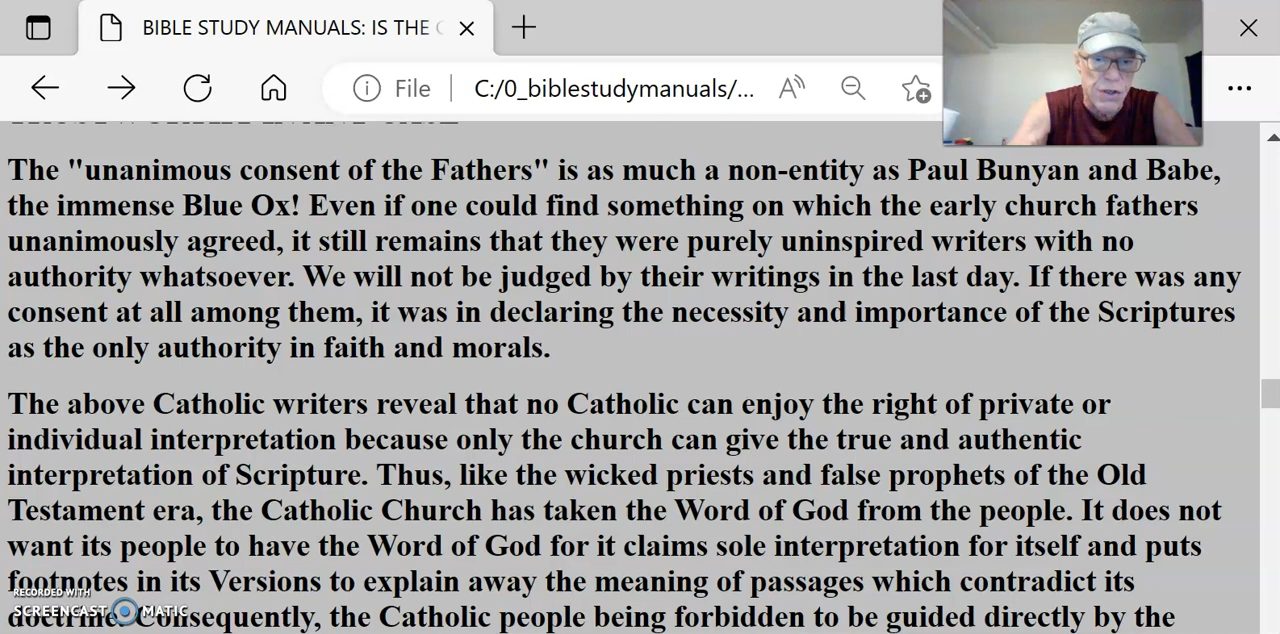 BIBLE STUDY MANUALS: IS THE
File
C:/0_biblestudymanuals/...
The "unanimous consent of the Fathers" is as much a non-entity as Paul Bunyan and Babe,
the immense Blue Ox! Even if one could find something on which the early church fathers
unanimously agreed, it still remains that they were purely uninspired writers with no
authority whatsoever. We will not be judged by their writings in the last day. If there was any
consent at all among them, it was in declaring the necessity and importance of the Scriptures
as the only authority in faith and morals.
The above Catholic writers reveal that no Catholic can enjoy the right of private or
individual interpretation because only the church can give the true and authentic
interpretation of Scripture. Thus, like the wicked priests and false prophets of the Old
Testament era, the Catholic Church has taken the Word of God from the people. It does not
want its people to have the Word of God for it claims sole interpretation for itself and puts
footnotes in its Versions to explain away the meaning of passages which contradict its
RECORDED WITH
SCREENCAST MATIC
doctrine. Consequently, the Catholic people being forbidden to be guided directly by the